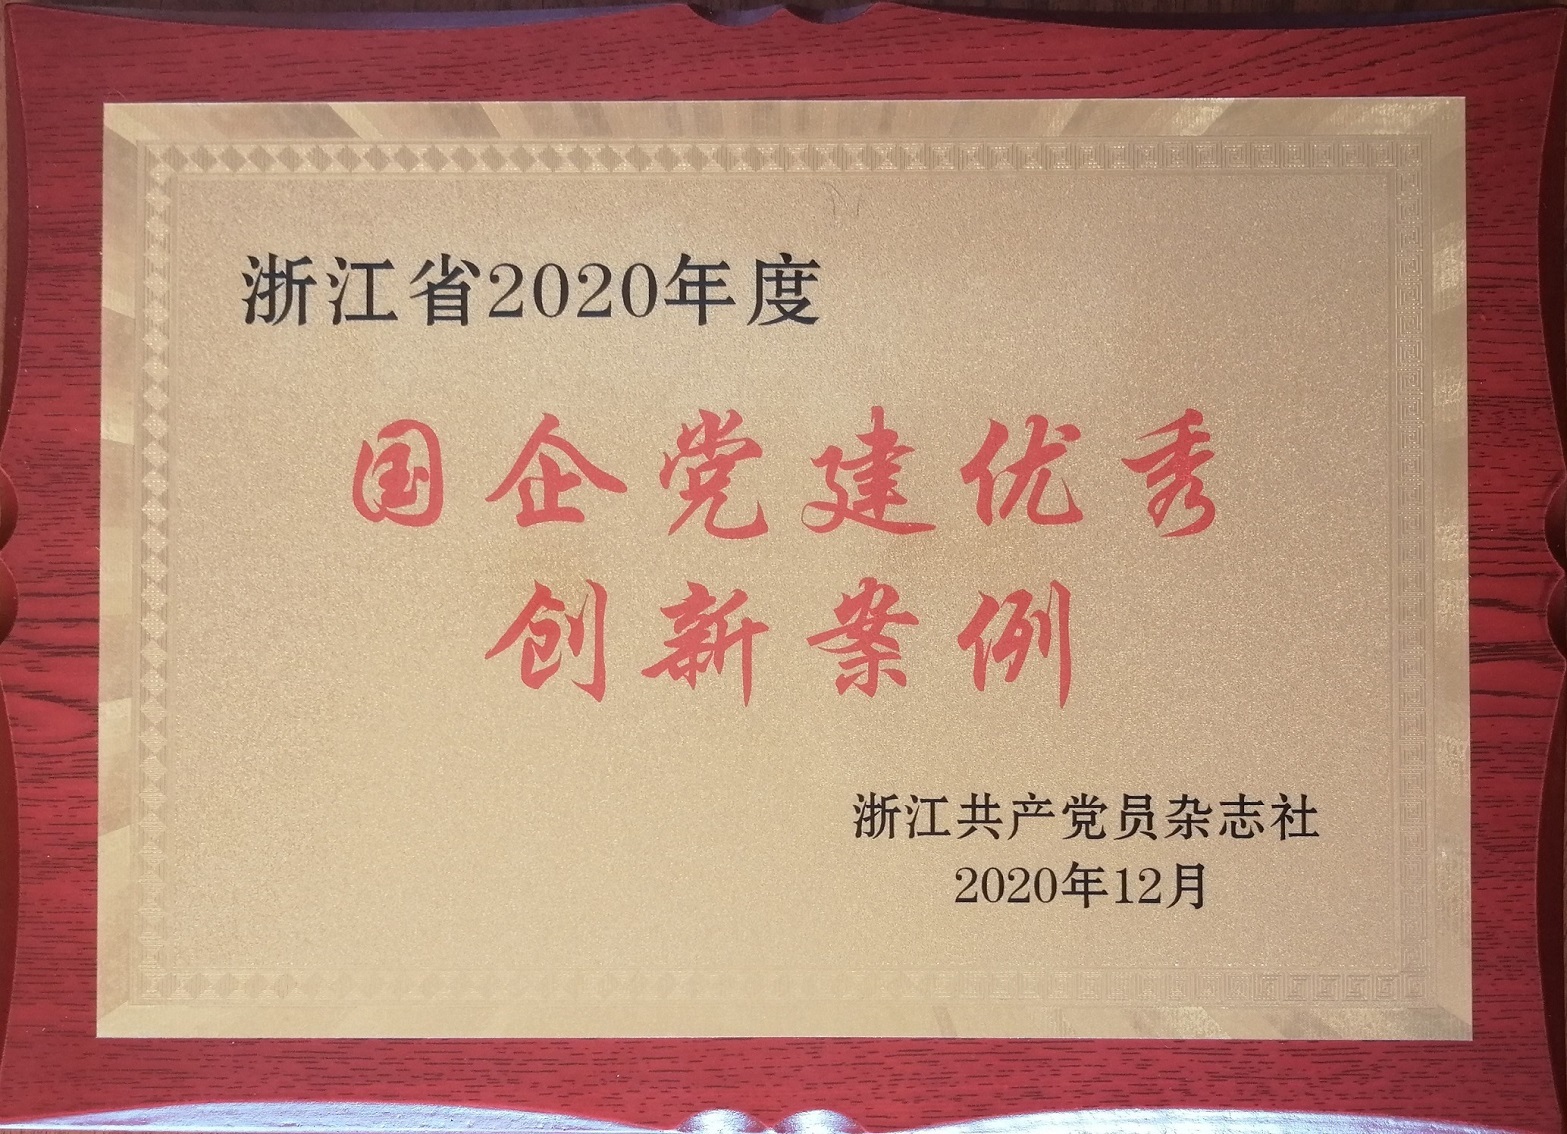 浙江省2020年度
国企党建优秀
创新案例
浙江共产党员杂志社
2020年12月